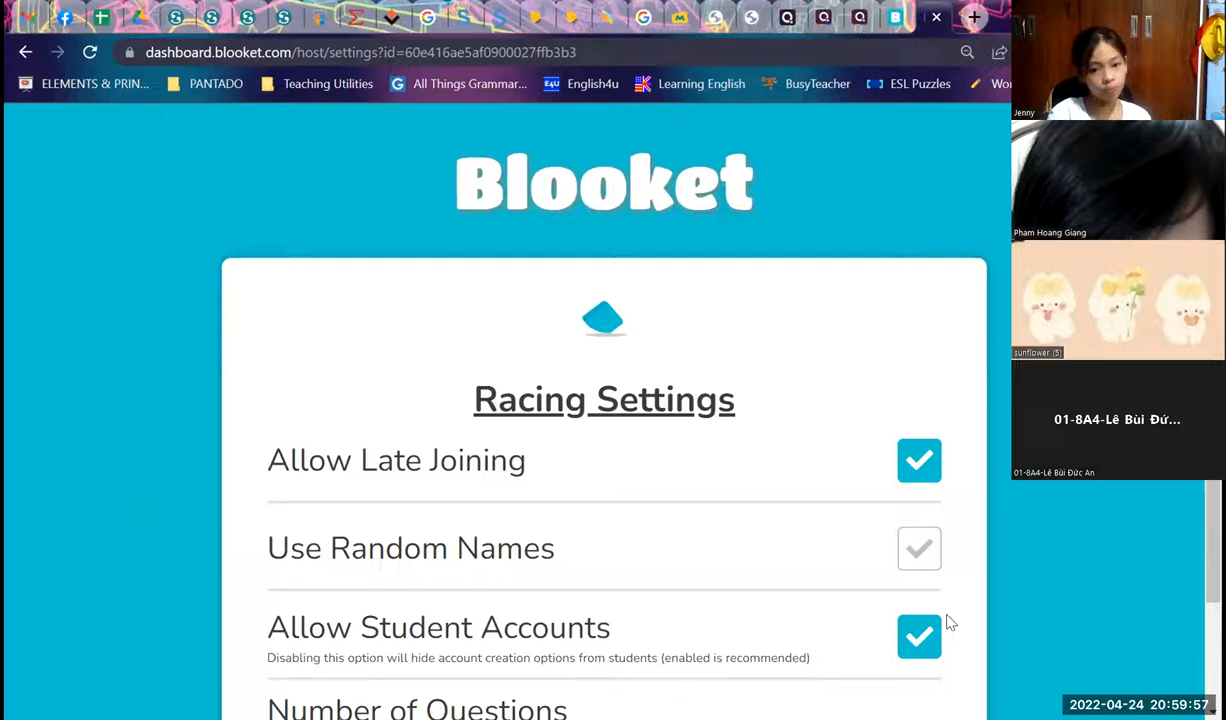 dashboard.blooket.com/host/settings?id=60e416ae5af0900027ffb3b3
ELEMENTS & PRIN...
PANTADO
Teaching Utilities
All Things Grammar...
English4u
Learning English
BusyTeacher
ESL Puzzles
Jenny
Pham Hoang Giang
sunflower (5)
01-8A4-Lê Bùi Đứ...
01-8A4-Lê Bùi Đức An
Blooket
Racing Settings
Allow Late Joining
Use Random Names
Allow Student Accounts
Disabling this option will hide account creation options from students (enabled is recommended)
Number of Questions
2022-04-24 20:59:57